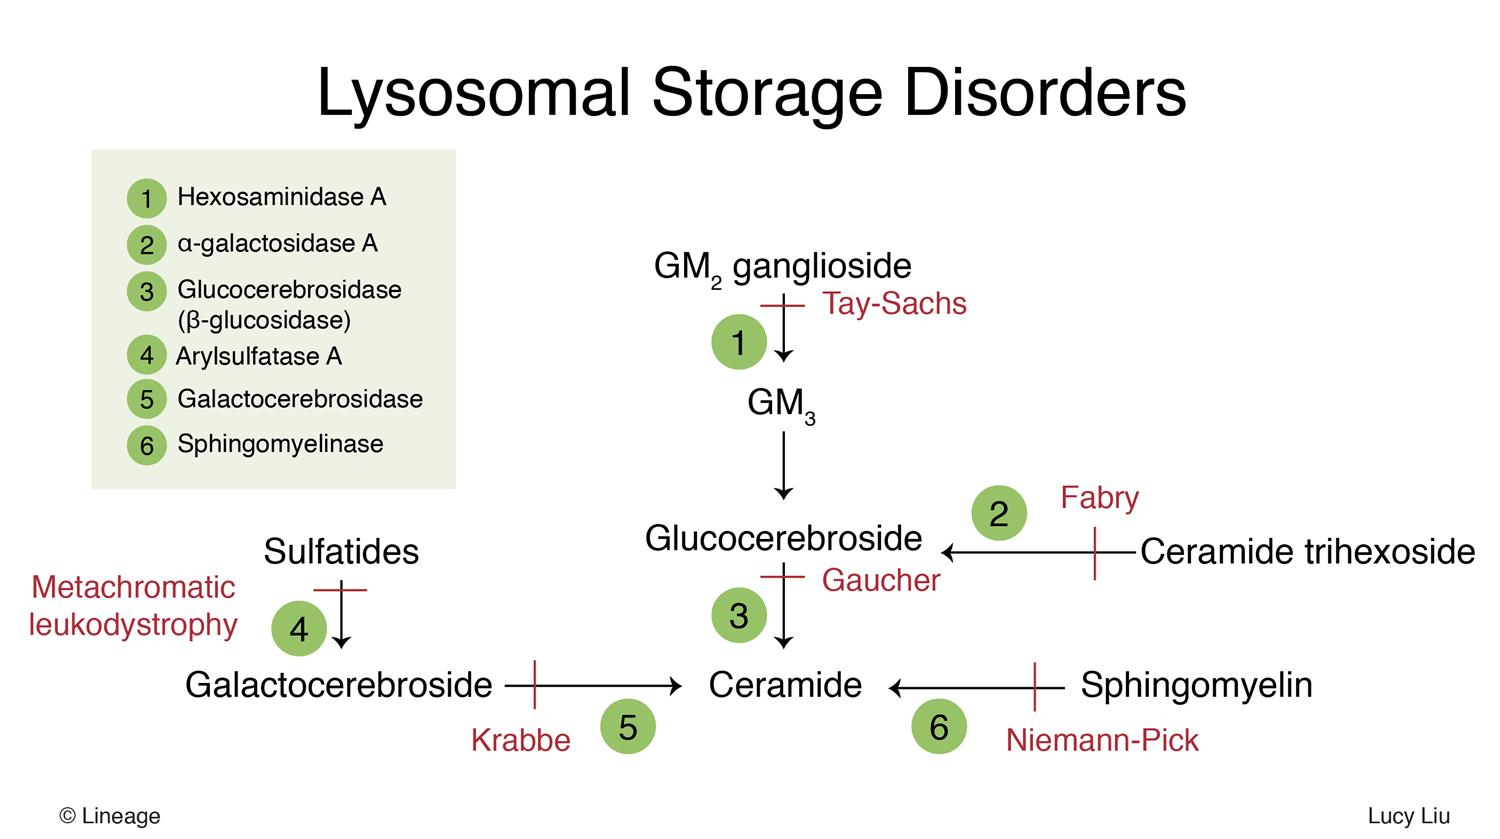 Lysosomal Storage Disorders
1 Hexosaminidase A
2 α-galactosidase A
3 Glucocerebrosidase
(β-glucosidase)
4 Arylsulfatase A
5 Galactocerebrosidase
6 Sphingomyelinase
GM₂ ganglioside
Tay-Sachs
1
GM₃
Fabry
2
Glucocerebroside
Ceramide trihexoside
Gaucher
3
Sulfatides
Metachromatic
leukodystrophy
4
Galactocerebroside
Ceramide
Sphingomyelin
Krabbe
5
6
Niemann-Pick
© Lineage
Lucy Liu